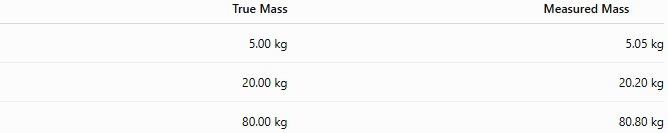 True Mass Measured Mass
5.00 kg 5.05 kg
20.00 kg 20.20 kg
80.00 kg 80.80 kg